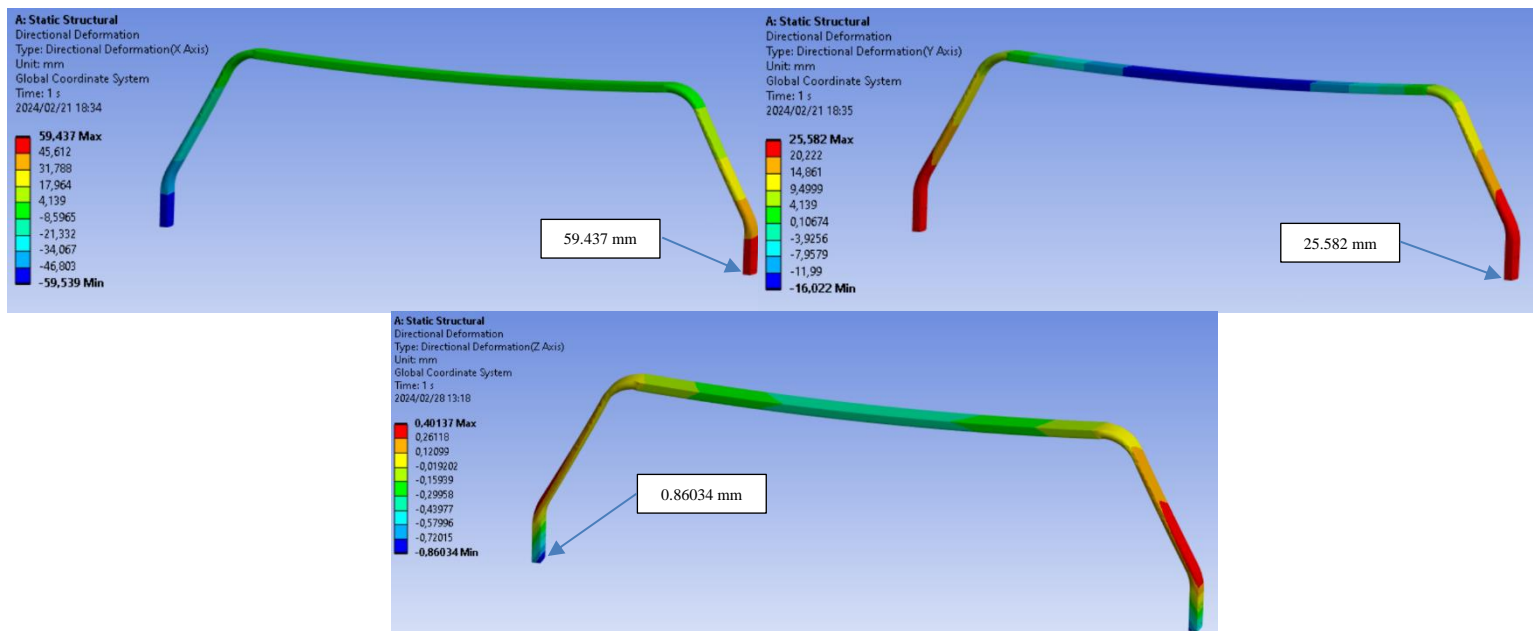 A: Static Structural
Directional Deformation
Type: Directional Deformation(X Axis)
Unit: mm
Global Coordinate System
Time: 1 s
2024/02/21 18:34
59,437 Max
45,612
31,788
17,964
4,139
-8,5965
-21,332
-34,067
-46,803
-59,539 Min
59.437 mm
A: Static Structural
Directional Deformation
Type: Directional Deformation(Y Axis)
Unit: mm
Global Coordinate System
Time: 1 s
2024/02/21 18:35
25,582 Max
20,222
14,861
9,4999
4,139
0,10674
-3,9256
-7,9579
-11,99
-16,022 Min
25.582 mm
A: Static Structural
Directional Deformation
Type: Directional Deformation(Z Axis)
Unit: mm
Global Coordinate System
Time: 1 s
2024/02/28 13:18
0,40137 Max
0,26118
0,12099
-0,019202
-0,15939
-0,29958
-0,43977
-0,57996
-0,72015
-0,86034 Min
0.86034 mm